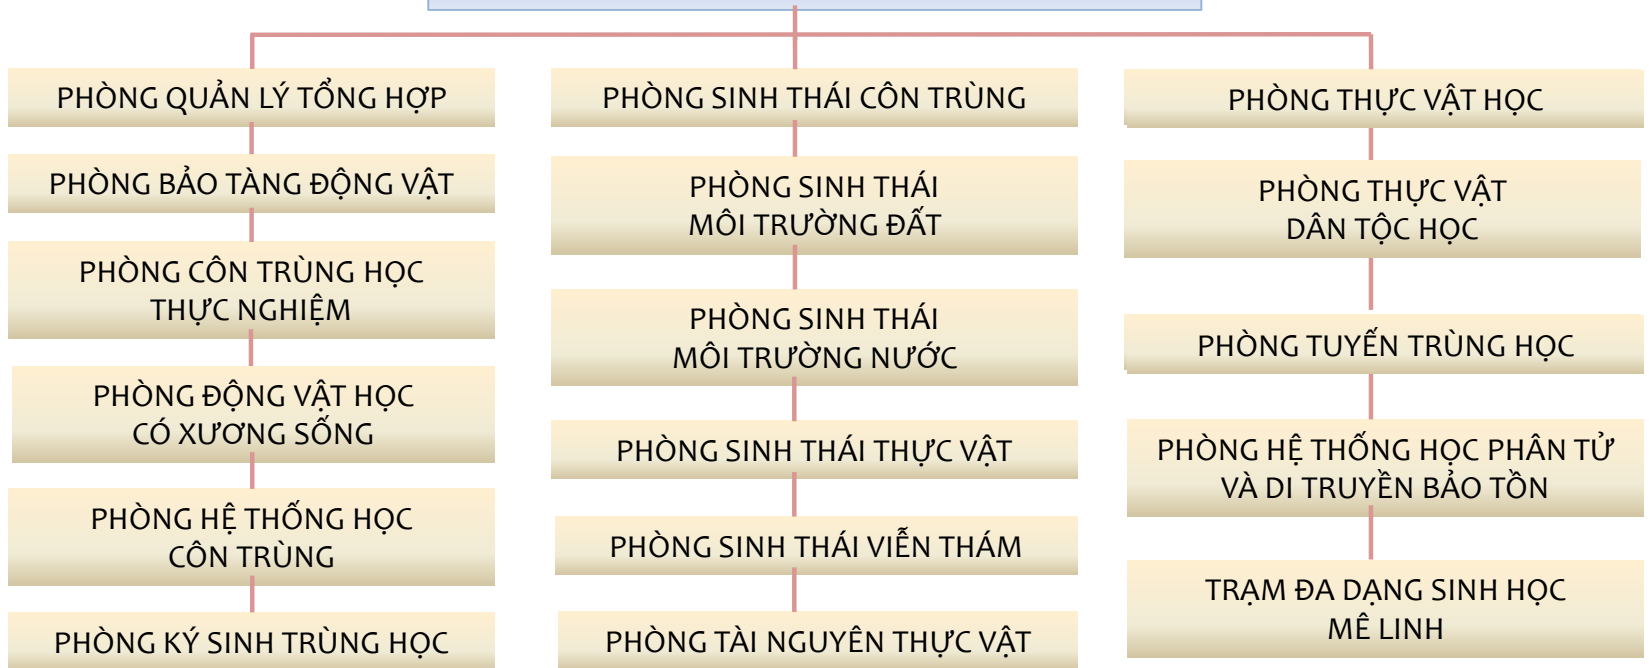 PHÒNG QUẢN LÝ TỔNG HỢP
PHÒNG BẢO TÀNG ĐỘNG VẬT
PHÒNG CÔN TRÙNG HỌC
THỰC NGHIỆM
PHÒNG ĐỘNG VẬT HỌC
CÓ XƯƠNG SỐNG
PHÒNG HỆ THỐNG HỌC
CÔN TRÙNG
PHÒNG KÝ SINH TRÙNG HỌC
PHÒNG SINH THÁI CÔN TRÙNG
PHÒNG SINH THÁI
MÔI TRƯỜNG ĐẤT
PHÒNG SINH THÁI
MÔI TRƯỜNG NƯỚC
PHÒNG SINH THÁI THỰC VẬT
PHÒNG SINH THÁI VIỄN THÁM
PHÒNG TÀI NGUYÊN THỰC VẬT
PHÒNG THỰC VẬT HỌC
PHÒNG THỰC VẬT
DÂN TỘC HỌC
PHÒNG TUYẾN TRÙNG HỌC
PHÒNG HỆ THỐNG HỌC PHÂN TỬ
VÀ DI TRUYỀN BẢO TỒN
TRẠM ĐA DẠNG SINH HỌC
MÊ LINH